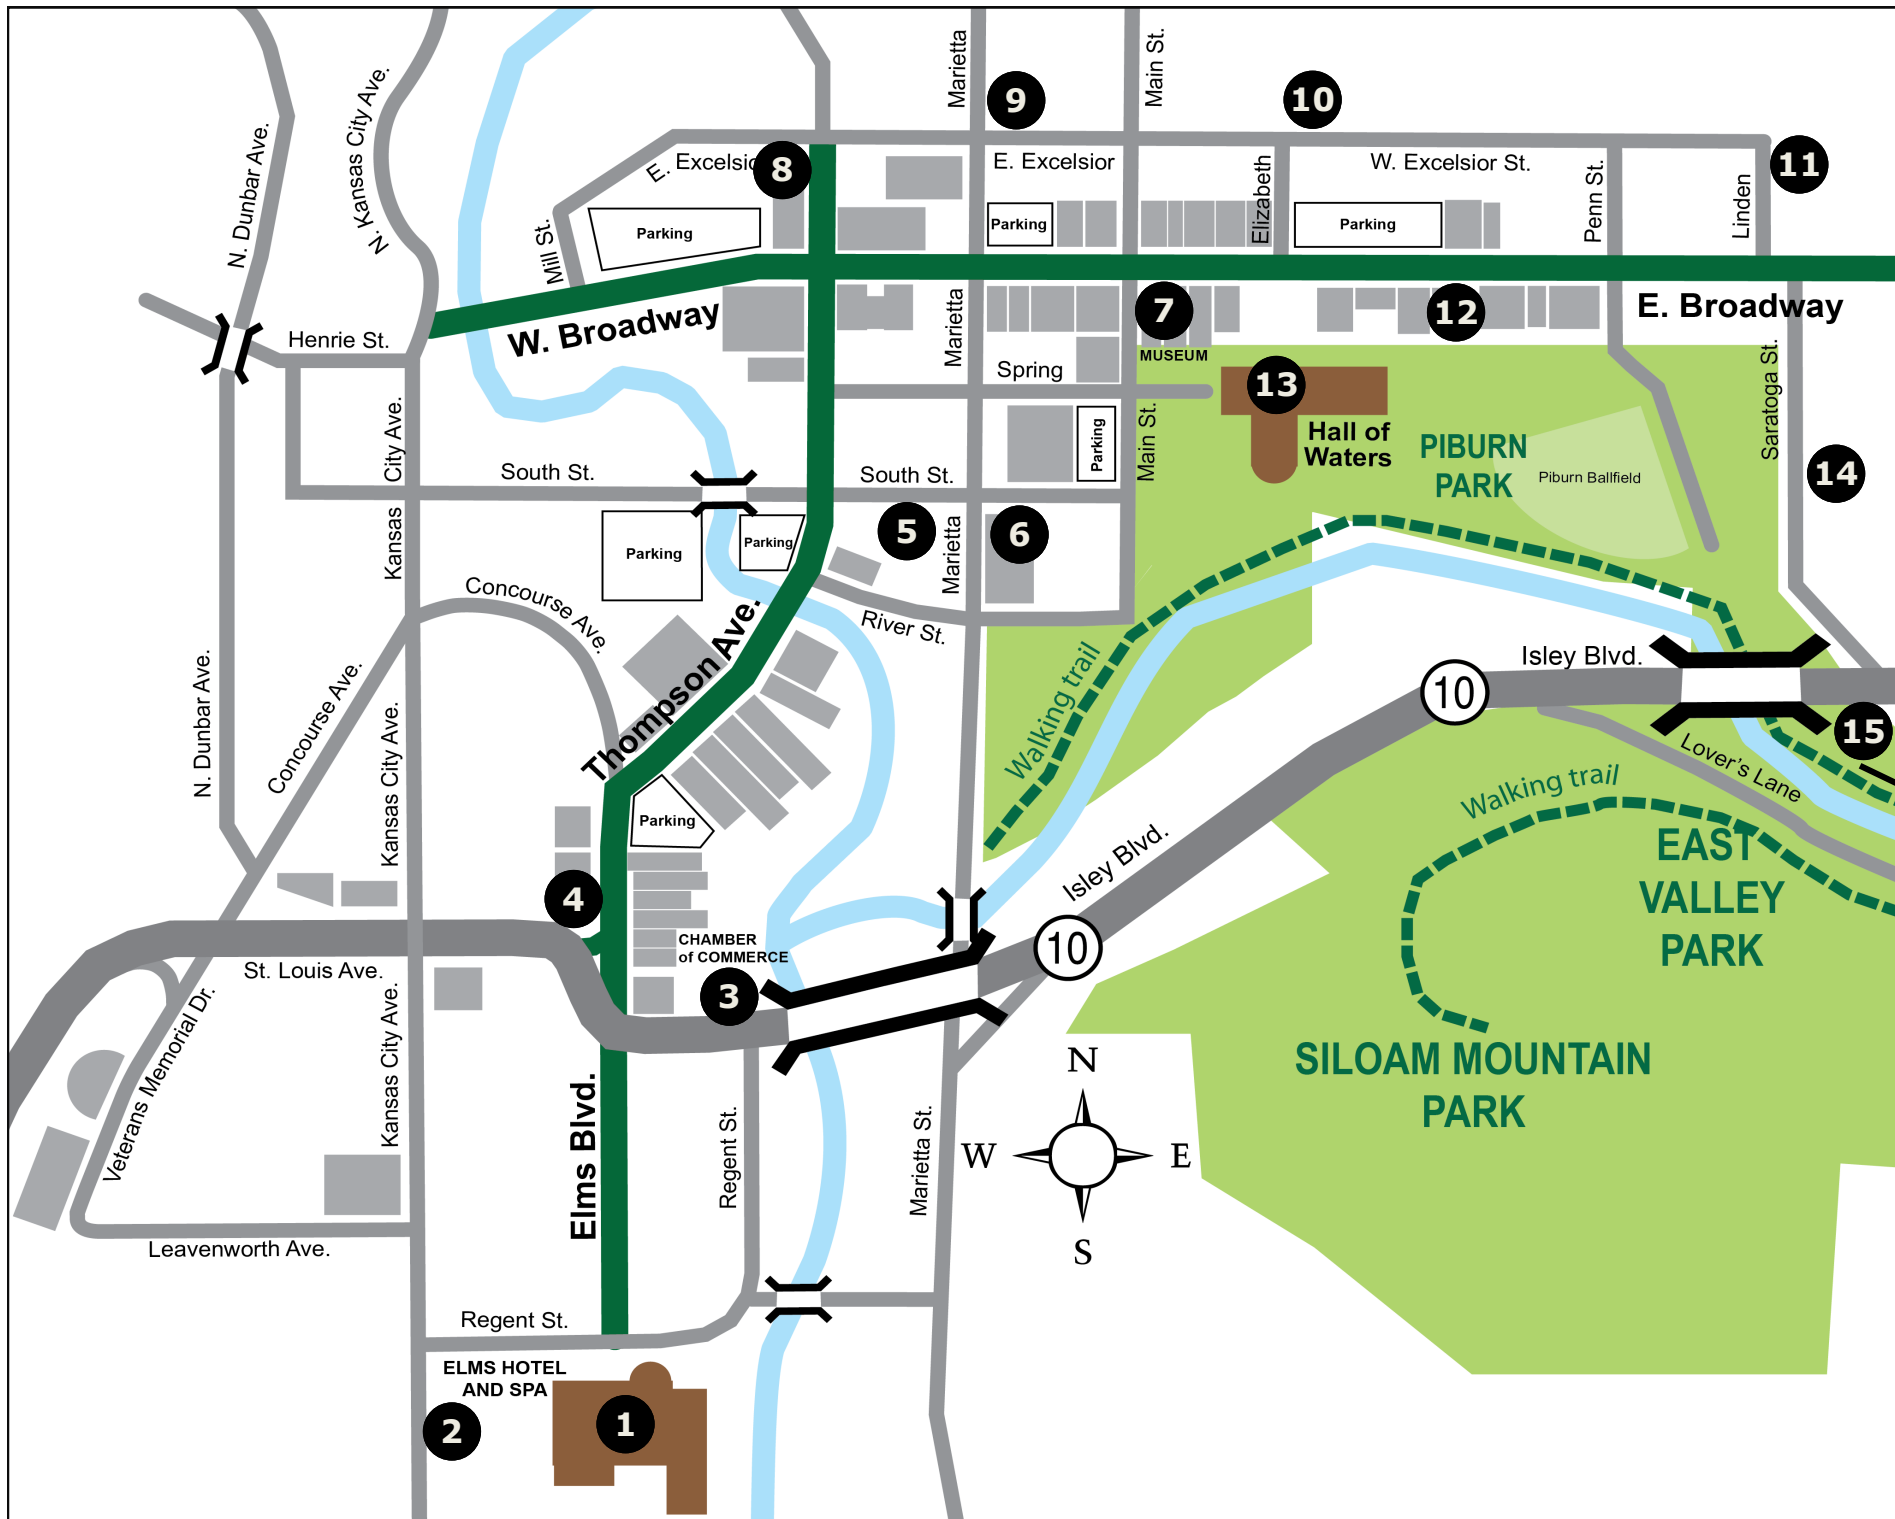 Marietta
Main St.
9
10
N. Kansas City Ave.
N. Dunbar Ave.
E. Excelsio
8
E. Excelsior
Elizabeth
W. Excelsior St.
Penn St.
Linden
11
Mill St.
Parking
Parking
Parking
W. Broadway
E. Broadway
Henrie St.
Marietta
7
MUSEUM
12
Spring
13
Hall of
Waters
PIBURN
PARK
Piburn Ballfield
Saratoga St.
14
City Ave.
Kansas
South St.
South St.
Parking
Main St.
Parking
Parking
5
Marietta
6
Concourse Ave.
River St.
Thompson Ave.
Walking trail
Isley Blvd.
10
15
Lover's Lane
N. Dunbar Ave.
Concourse Ave.
Kansas City Ave.
Parking
Walking trail
EAST
VALLEY
PARK
Isley Blvd.
10
4
CHAMBER
of COMMERCE
3
St. Louis Ave.
Veterans Memorial Dr.
Kansas City Ave.
SILOAM MOUNTAIN
PARK
Elms Blvd.
Regent St.
Marietta St.
N
W
E
S
Leavenworth Ave.
Regent St.
ELMS HOTEL
AND SPA
1
2